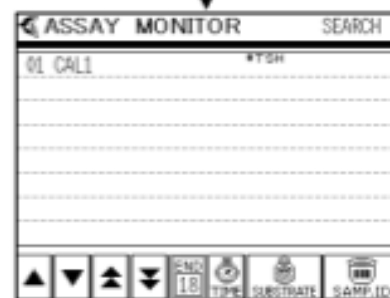 ASSAY MONITOR SEARCH
01 CAL1 *TSH
END
18
TIME
SUBSTRATE
SAMP.ID